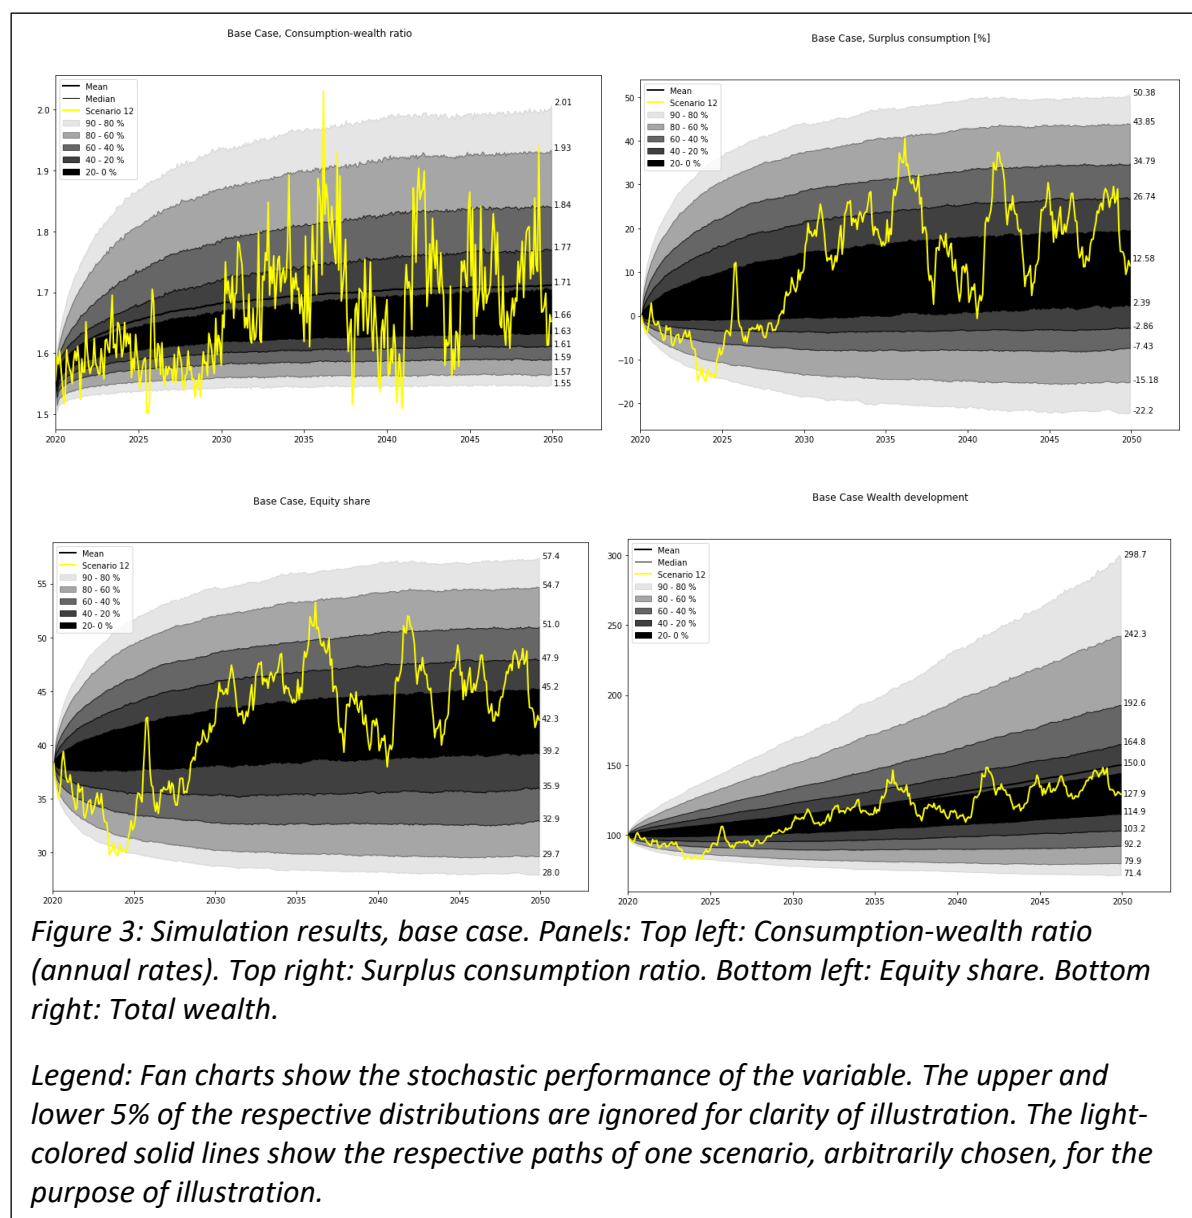 Base Case, Consumption-wealth ratio
Mean
Median
Scenario 12
90 - 80 %
80 - 60 %
60 - 40 %
40 - 20 %
20- 0 %
2.0
1.9
1.8
1.7
1.6
1.5
2020
2025
2030
2035
2040
2045
2050
2.01
1.93
1.84
1.77
1.71
1.66
1.63
1.61
1.59
1.57
1.55
Base Case, Surplus consumption [%]
Mean
Scenario 12
90 - 80 %
80 - 60 %
60 - 40 %
40 - 20 %
20- 0 %
50
40
30
20
10
0
−10
−20
2020
2025
2030
2035
2040
2045
2050
50.38
43.85
34.79
26.74
12.58
2.39
-2.86
-7.43
-15.18
-22.2
Base Case, Equity share
Mean
Scenario 12
90 - 80 %
80 - 60 %
60 - 40 %
40 - 20 %
20- 0 %
55
50
45
40
35
30
2020
2025
2030
2035
2040
2045
2050
57.4
54.7
51.0
47.9
45.2
42.3
39.2
35.9
32.9
29.7
28.0
Base Case Wealth development
Mean
Median
Scenario 12
90 - 80 %
80 - 60 %
60 - 40 %
40 - 20 %
20- 0 %
300
250
200
150
100
2020
2025
2030
2035
2040
2045
2050
298.7
242.3
192.6
164.8
150.0
127.9
114.9
103.2
92.2
79.9
71.4
Figure 3: Simulation results, base case. Panels: Top left: Consumption-wealth ratio
(annual rates). Top right: Surplus consumption ratio. Bottom left: Equity share. Bottom
right: Total wealth.
Legend: Fan charts show the stochastic performance of the variable. The upper and
lower 5% of the respective distributions are ignored for clarity of illustration. The light-
colored solid lines show the respective paths of one scenario, arbitrarily chosen, for the
purpose of illustration.